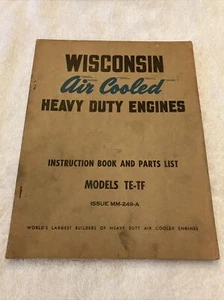 WISCONSIN
Air Cooled
HEAVY DUTY ENGINES
INSTRUCTION BOOK AND PARTS LIST
MODELS TE-TF
ISSUE MM-249-A
WORLD'S LARGEST BUILDERS OF HEAVY DUTY AIR COOLED ENGINES